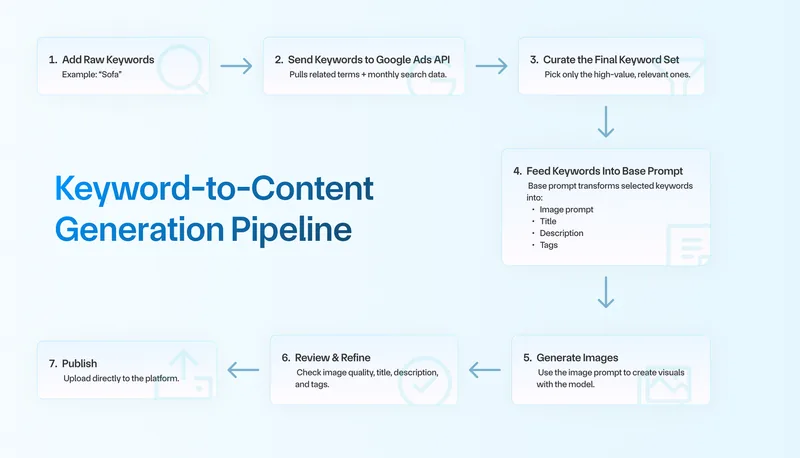 1. Add Raw Keywords
Example: “Sofa”
2. Send Keywords to Google Ads API
Pulls related terms + monthly search data.
3. Curate the Final Keyword Set
Pick only the high-value, relevant ones.
Keyword-to-Content
Generation Pipeline
4. Feed Keywords Into Base Prompt
Base prompt transforms selected keywords
into:
• Image prompt
• Title
• Description
• Tags
5. Generate Images
Use the image prompt to create visuals
with the model.
6. Review & Refine
Check image quality, title, description,
and tags.
7. Publish
Upload directly to the platform.